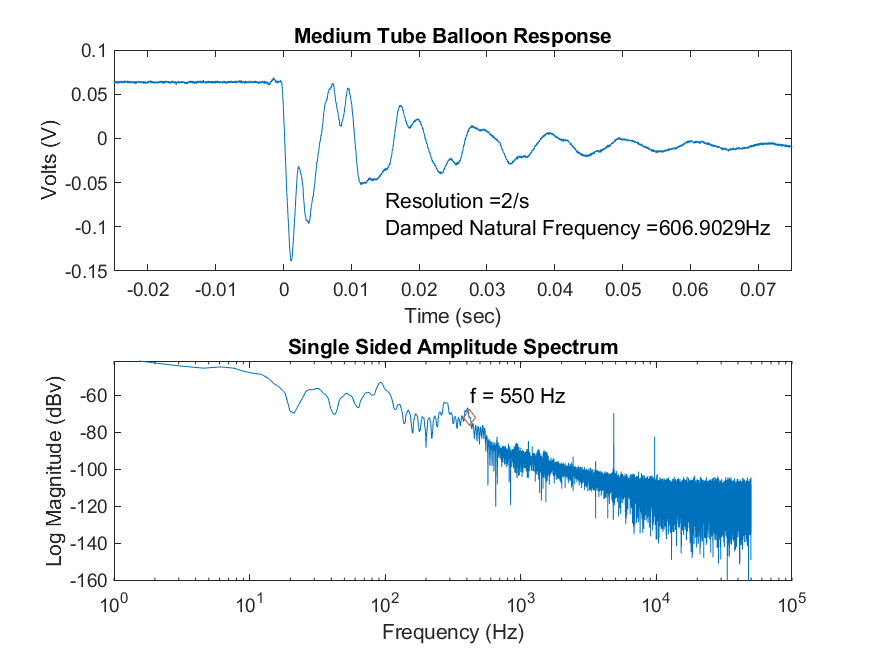 Medium Tube Balloon Response
0.1
0.05
0
-0.05
-0.1
-0.15
Volts (V)
Resolution =2/s
Damped Natural Frequency =606.9029Hz
-0.02 -0.01 0 0.01 0.02 0.03 0.04 0.05 0.06 0.07
Time (sec)
Single Sided Amplitude Spectrum
f = 550 Hz
-60
-80
-100
-120
-140
-160
Log Magnitude (dBv)
10^0 10^1 10^2 10^3 10^4 10^5
Frequency (Hz)